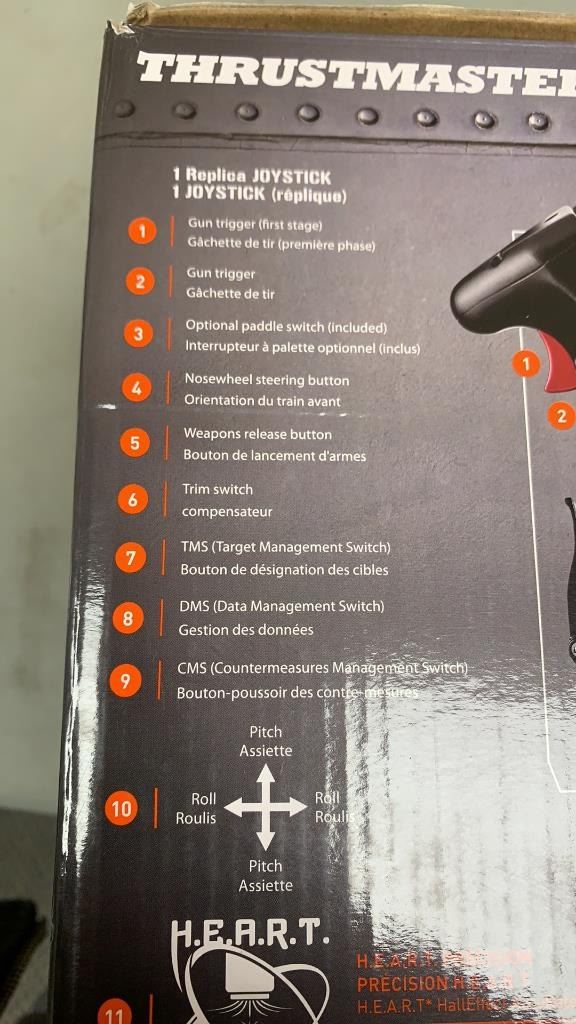 THRUSTMASTER
1 Replica JOYSTICK
1 JOYSTICK (réplique)
1 Gun trigger (first stage)
Gâchette de tir (première phase)
2 Gun trigger
Gâchette de tir
3 Optional paddle switch (included)
Interrupteur à palette optionnel (inclus)
4 Nosewheel steering button
Orientation du train avant
5 Weapons release button
Bouton de lancement d'armes
6 Trim switch
compensateur
7 TMS (Target Management Switch)
Bouton de désignation des cibles
8 DMS (Data Management Switch)
Gestion des données
9 CMS (Countermeasures Management Switch)
Bouton-poussoir des contre-mesures
Pitch
Assiette
10 Roll Roll
Roulis Roulis
Pitch
Assiette
H.E.A.R.T.
H.E.A.R.T. PRECISION
PRÉCISION H.E.A.R.T
11 H.E.A.R.T*
1
2